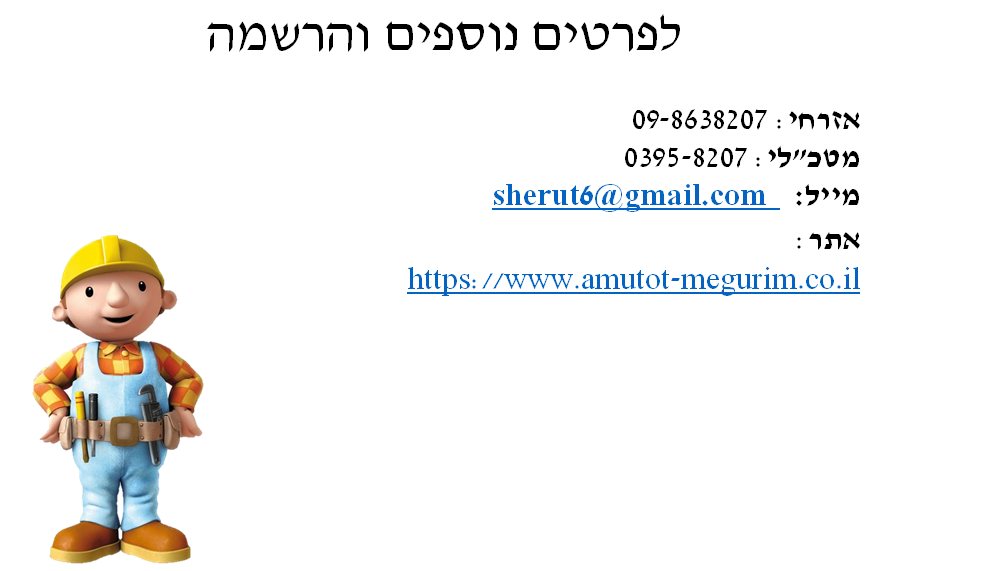 לפרטים נוספים והרשמה
אזרחי : 09-8638207
מטכ"לי : 0395-8207
מייל: sherut6@gmail.com
אתר :
https://www.amutot-megurim.co.il